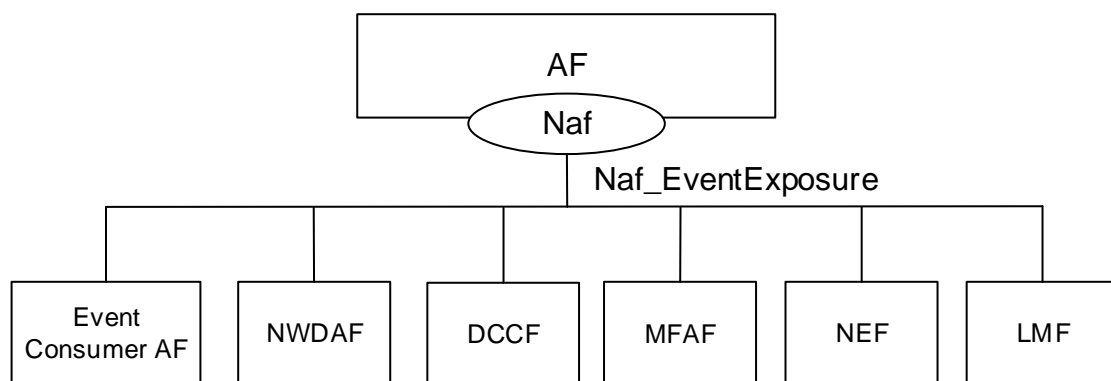 AF
Naf
Naf_EventExposure
Event
Consumer AF
NWDAF
DCCF
MFAF
NEF
LMF